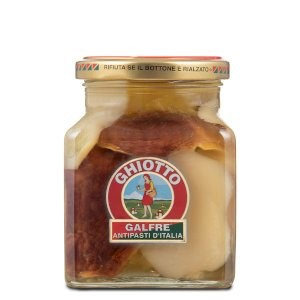 RIFIUTA SE IL BOTTONE È RIALZATO
GHIOTTO
GALFRE
ANTIPASTI D'ITALIA